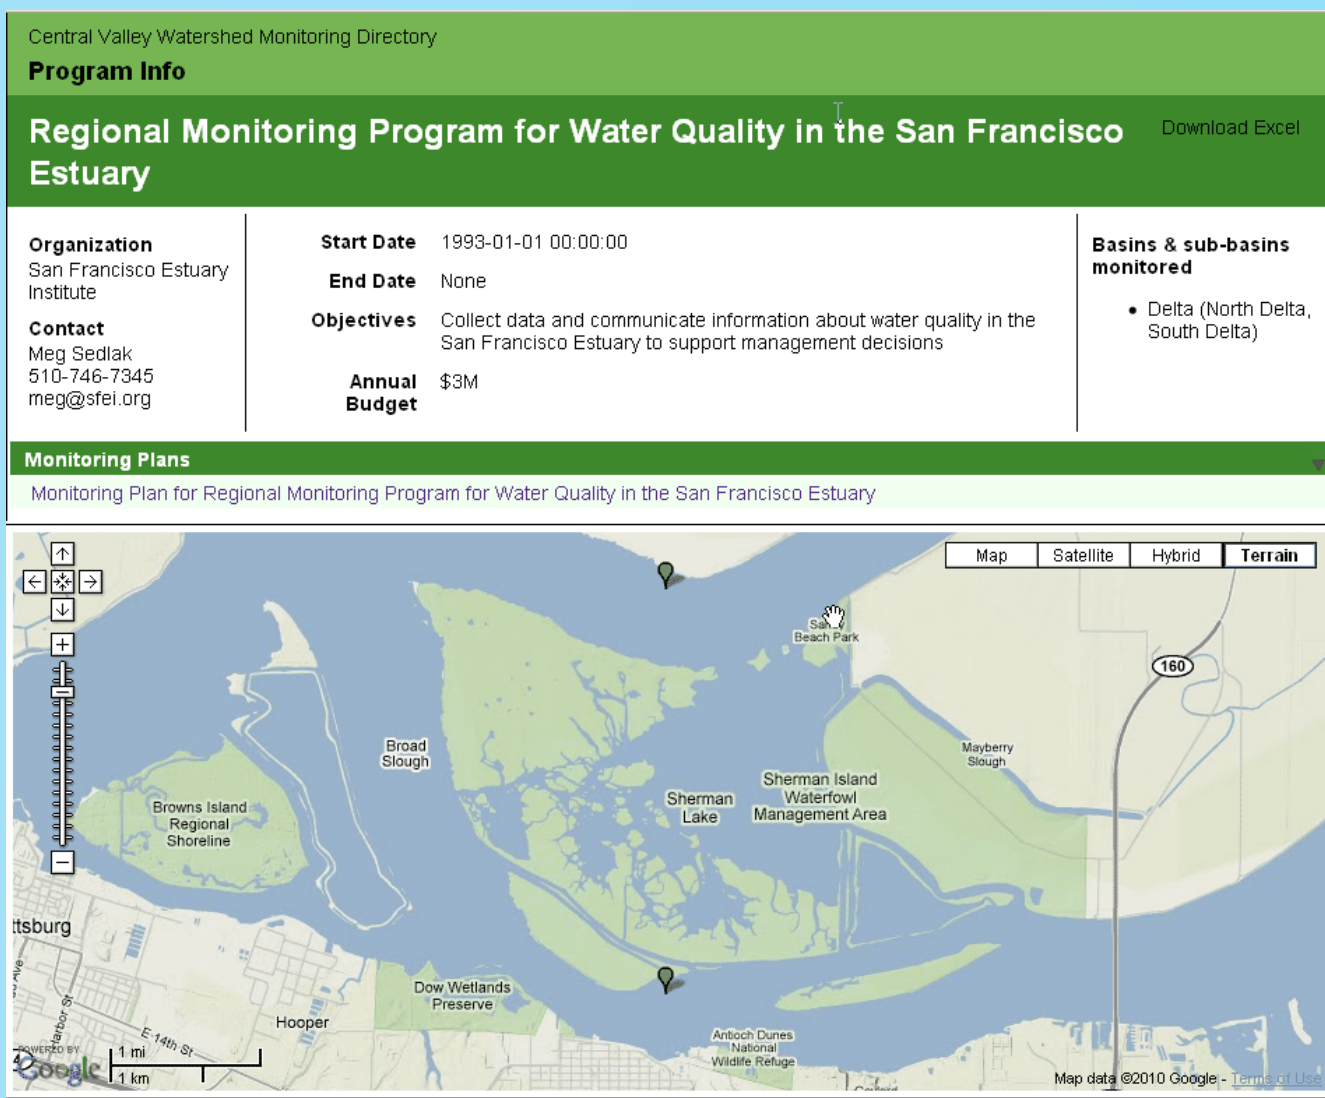 Central Valley Watershed Monitoring Directory
Program Info
Regional Monitoring Program for Water Quality in the San Francisco
Estuary
Download Excel
Organization
San Francisco Estuary
Institute
Contact
Meg Sedlak
510-746-7345
meg@sfei.org
Start Date 1993-01-01 00:00:00
End Date None
Objectives Collect data and communicate information about water quality in the
San Francisco Estuary to support management decisions
Annual $3M
Budget
Basins & sub-basins
monitored
• Delta (North Delta,
South Delta)
Monitoring Plans
Monitoring Plan for Regional Monitoring Program for Water Quality in the San Francisco Estuary
Map Satellite Hybrid Terrain
Beach Park
160
Broad
Slough
Mayberry
Slough
Sherman Island
Waterfowl
Management Area
Sherman
Lake
Browns Island
Regional
Shoreline
ttsburg
Dow Wetlands
Preserve
Harbor St
Hooper
E 14th St
Antioch Dunes
National
Wildlife Refuge
POWERED BY
Google
1 mi
1 km
Map data ©2010 Google - Terms of Use